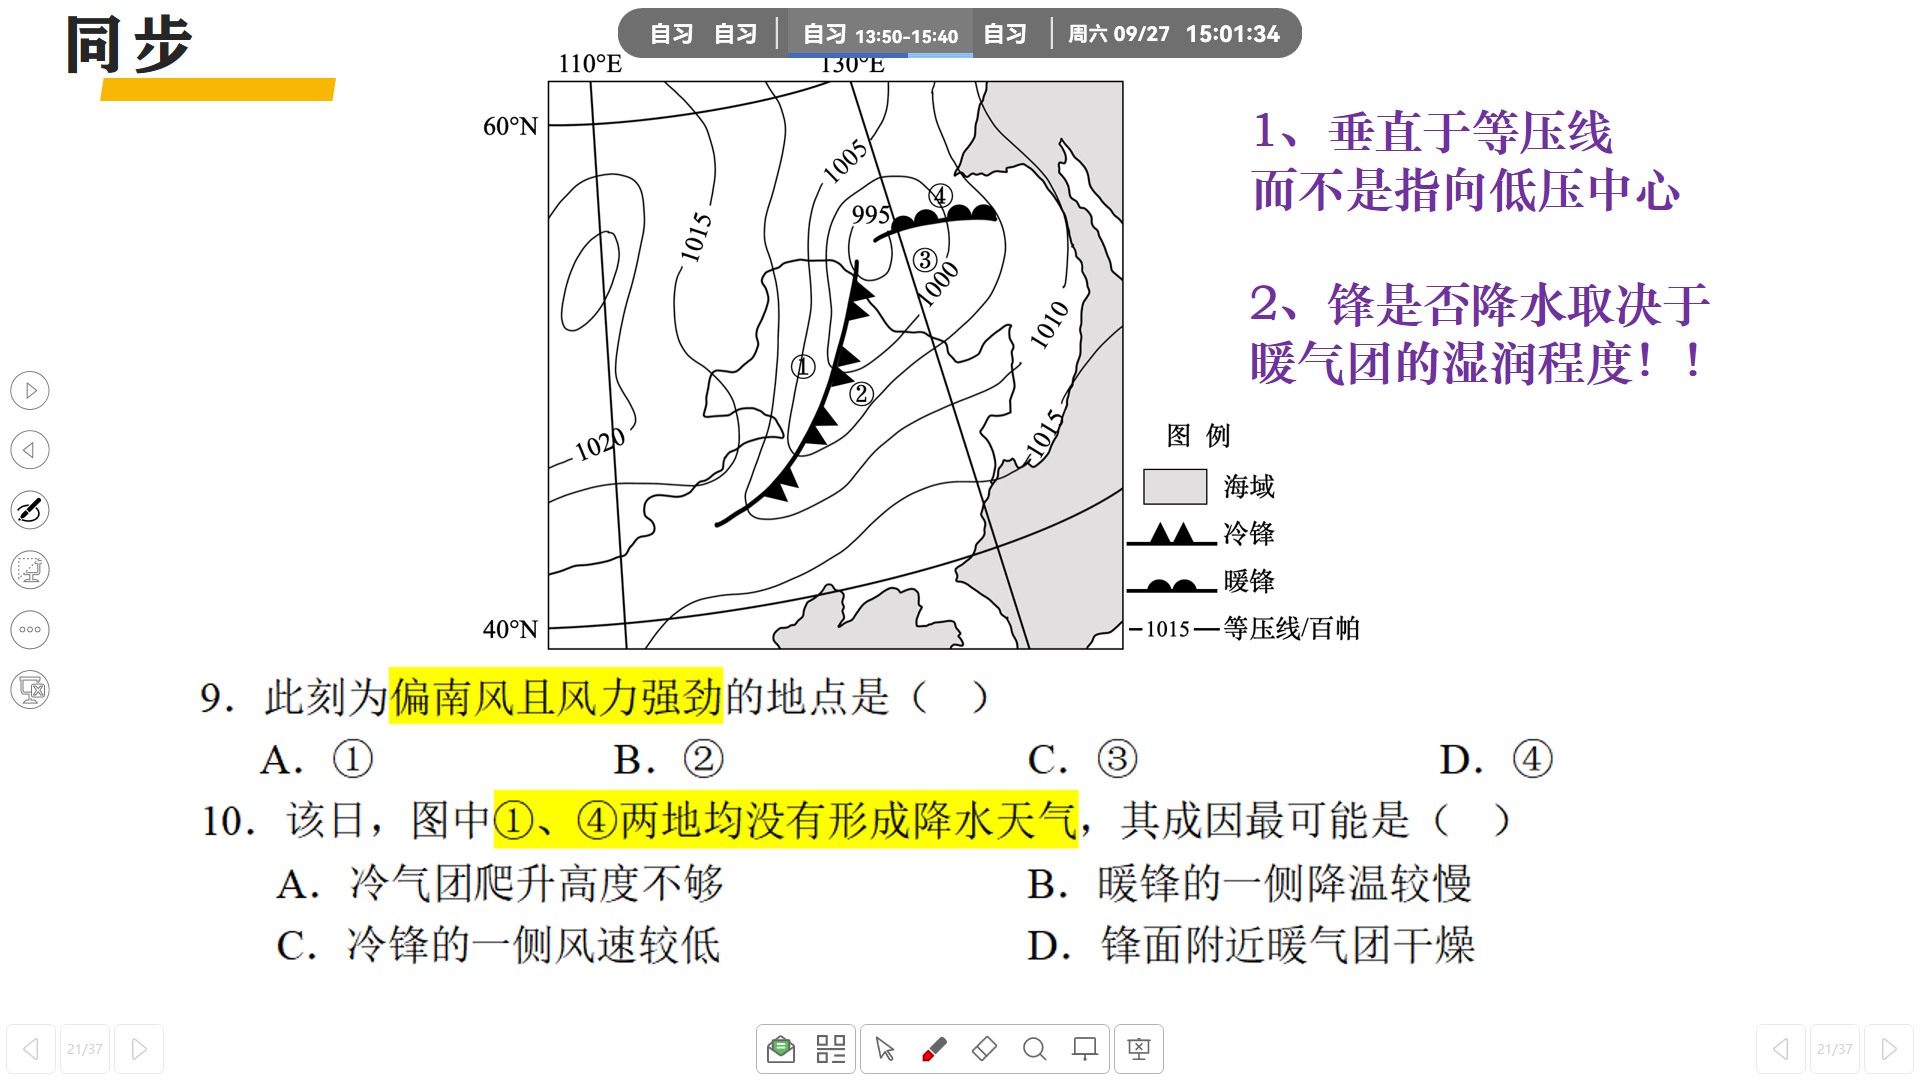 同步
自习 自习 自习 13:50-15:40 自习 周六 09/27 15:01:34
110°E 130°E
60°N
1005
④
995
1015
③
1000
1010
①
②
1020
1015
40°N
1、垂直于等压线
而不是指向低压中心
2、锋是否降水取决于
暖气团的湿润程度！！
图 例
海域
冷锋
暖锋
1015 等压线/百帕
9．此刻为偏南风且风力强劲的地点是（ ）
A．① B．② C．③ D．④
10．该日，图中①、④两地均没有形成降水天气，其成因最可能是（ ）
A．冷气团爬升高度不够 B．暖锋的一侧降温较慢
C．冷锋的一侧风速较低 D．锋面附近暖气团干燥
21/37 21/37